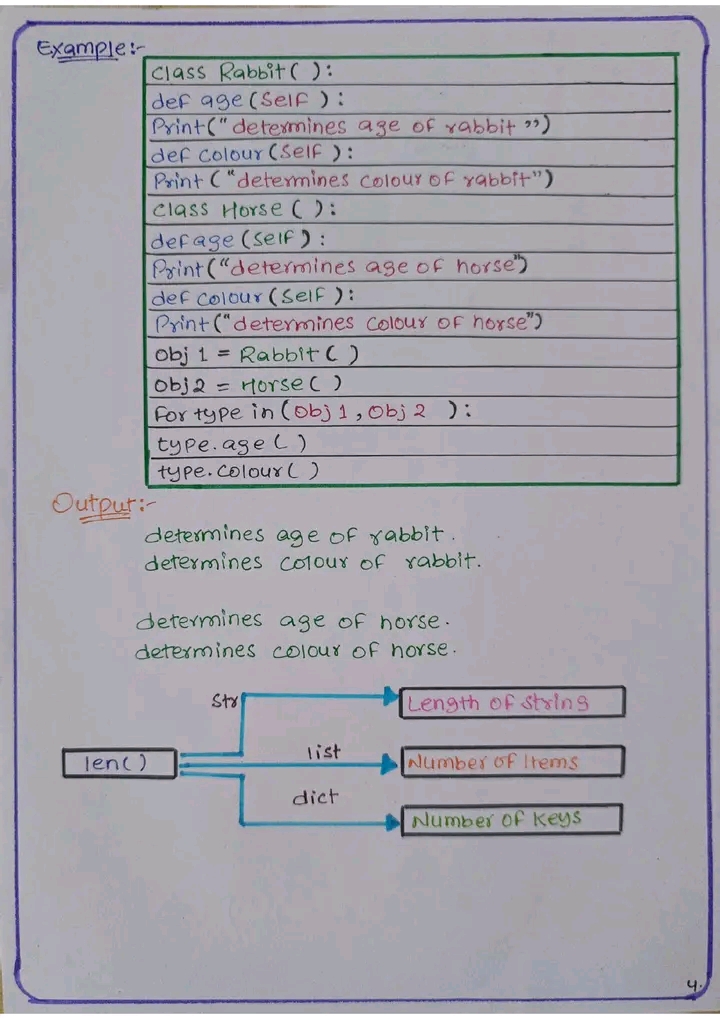 Example:-
class Rabbit( ):
def age(Self ):
Print("determines age of rabbit")
def colour(Self ):
Print ("determines colour of rabbit")
class Horse ( ):
def age (Self ):
Print("determines age of horse")
def colour (Self ):
Print("determines colour of horse")
obj 1 = Rabbit ( )
obj2 = Horse ( )
for type in (Obj 1, Obj 2 ):
type.age( )
type.colour( )
Output:-
determines age of rabbit.
determines colour of rabbit.
determines age of horse.
determines colour of horse.
Str
Length of string
len()
list
Number of Items
dict
Number of keys
4.